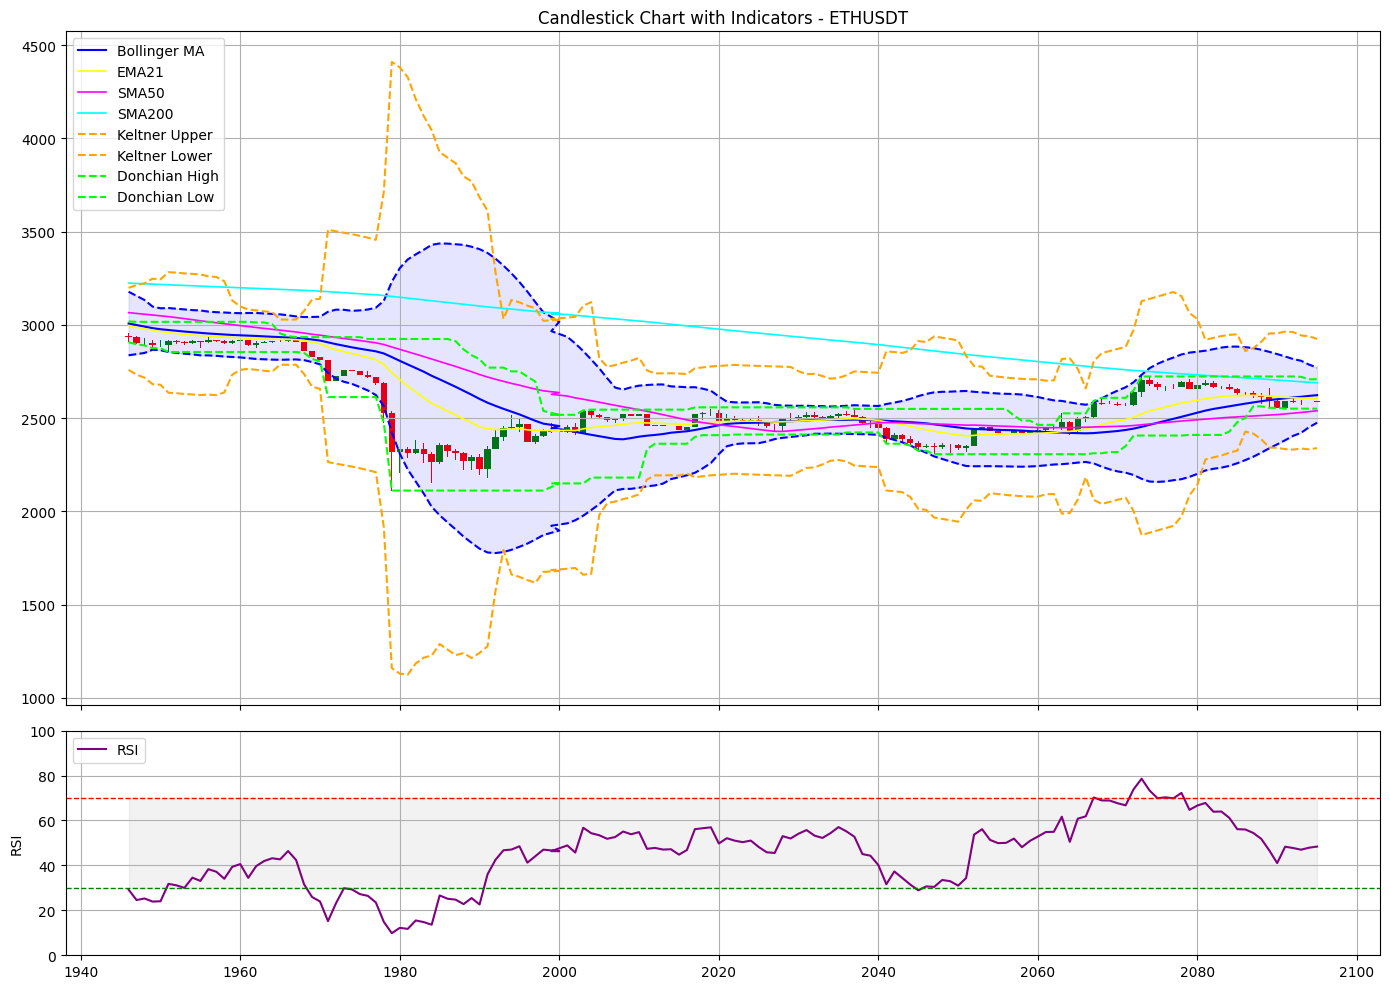 Candlestick Chart with Indicators - ETHUSDT
Bollinger MA
EMA21
SMA50
SMA200
Keltner Upper
Keltner Lower
Donchian High
Donchian Low
4500
4000
3500
3000
2500
2000
1500
1000
RSI
100
80
60
40
20
0
RSI
1940 1960 1980 2000 2020 2040 2060 2080 2100